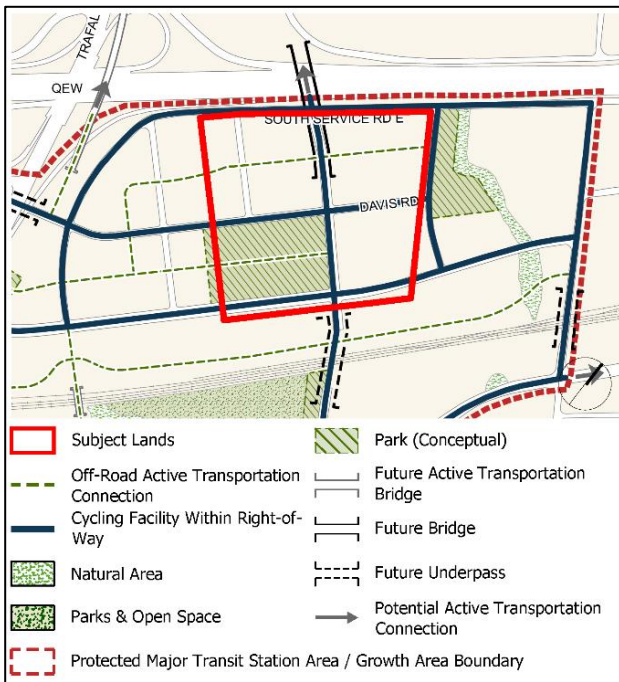 TRAFAL
QEW
SOUTH SERVICE RD E
DAVIS RD
Subject Lands
Off-Road Active Transportation
Connection
Cycling Facility Within Right-of-
Way
Natural Area
Parks & Open Space
Park (Conceptual)
Future Active Transportation
Bridge
Future Bridge
Future Underpass
Potential Active Transportation
Connection
Protected Major Transit Station Area / Growth Area Boundary